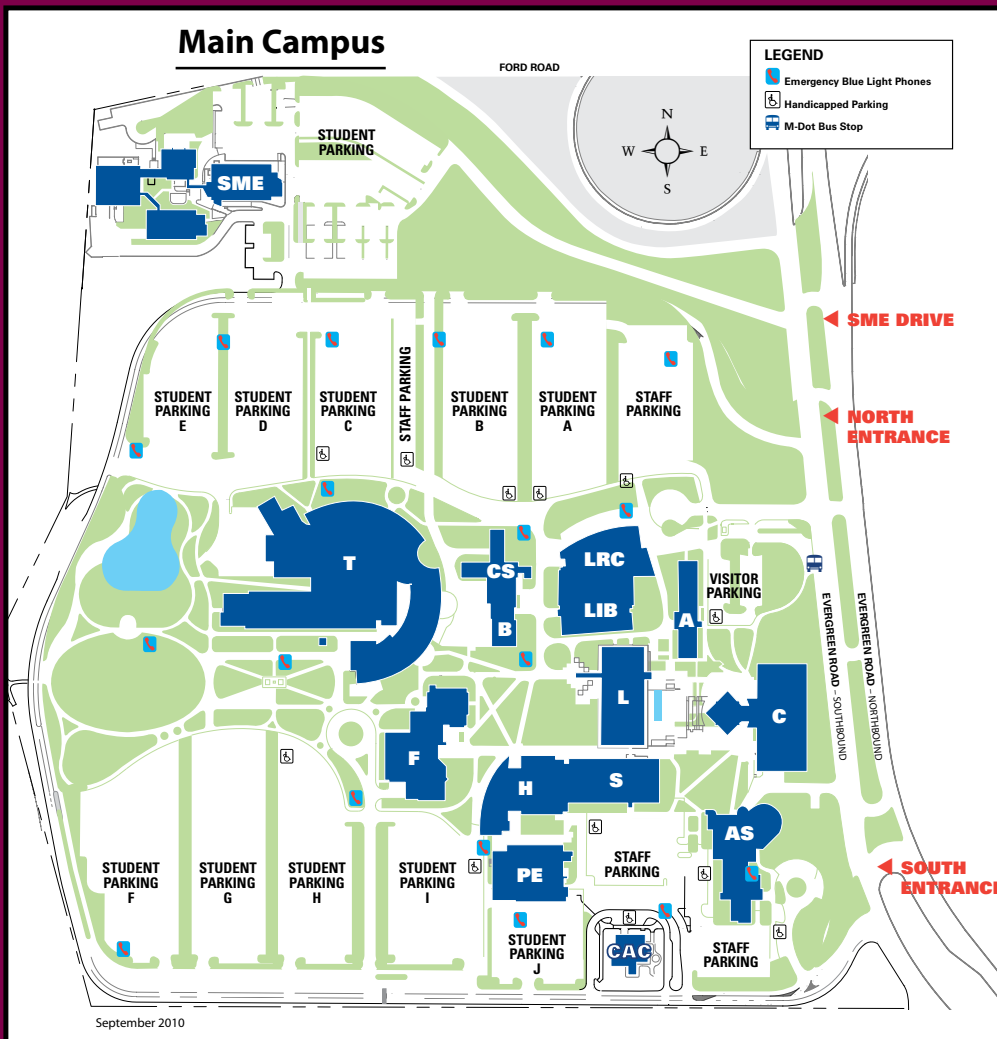 Main Campus
FORD ROAD
LEGEND
Emergency Blue Light Phones
Handicapped Parking
M-Dot Bus Stop
N
W E
S
STUDENT
PARKING
SME
SME DRIVE
NORTH
ENTRANCE
STUDENT
PARKING
E
STUDENT
PARKING
D
STUDENT
PARKING
C
STAFF PARKING
STUDENT
PARKING
B
STUDENT
PARKING
A
STAFF
PARKING
T
CS
B
LRC
LIB
A
VISITOR
PARKING
EVERGREEN ROAD – SOUTHBOUND
EVERGREEN ROAD – NORTHBOUND
L
C
F
H
S
AS
SOUTH
ENTRANCE
STUDENT
PARKING
F
STUDENT
PARKING
G
STUDENT
PARKING
H
STUDENT
PARKING
I
PE
STAFF
PARKING
STUDENT
PARKING
J
CAC
STAFF
PARKING
September 2010